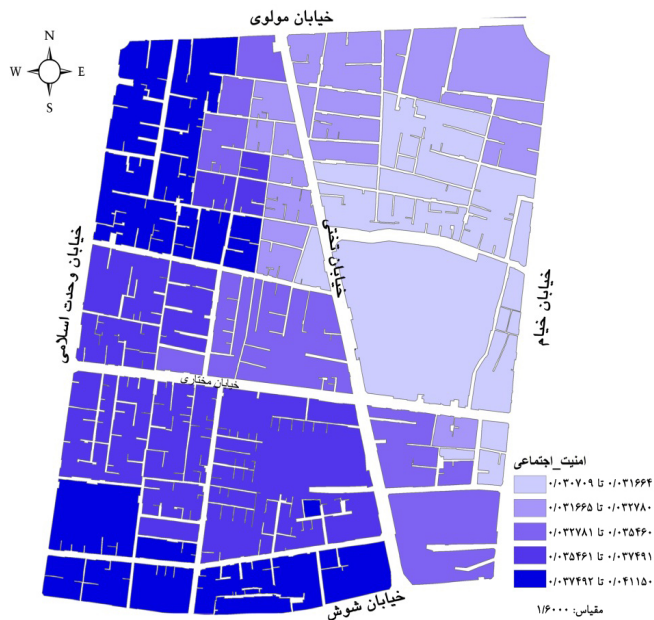 خیابان مولوی
N
W E
S
خیابان وحدت اسلامی
خیابان تختی
خیابان خیام
خیابان مختاری
خیابان شوش
امنیت_اجتماعی
۰/۰۳۰۷۰۹ تا ۰/۰۳۱۶۶۴
۰/۰۳۱۶۶۵ تا ۰/۰۳۲۷۸۰
۰/۰۳۲۷۸۱ تا ۰/۰۳۵۴۶۰
۰/۰۳۵۴۶۱ تا ۰/۰۳۷۴۹۱
۰/۰۳۷۴۹۲ تا ۰/۰۴۱۱۵۰
مقیاس: ۱/۶۰۰۰